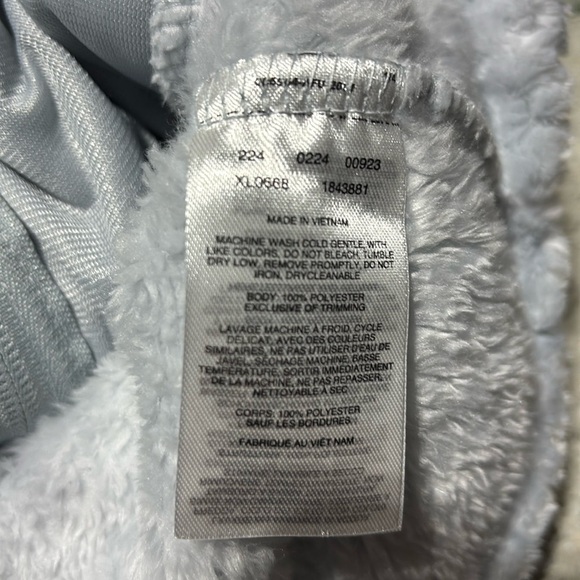 224 0224 00923
XL0668 1843881
MADE IN VIETNAM
MACHINE WASH COLD GENTLE, WITH
LIKE COLORS, DO NOT BLEACH, TUMBLE
DRY LOW, REMOVE PROMPTLY, DO NOT
IRON, DRYCLEANABLE
BODY: 100% POLYESTER
EXCLUSIVE OF TRIMMING
LAVAGE MACHINE À FROID, CYCLE
DÉLICAT, AVEC DES COULEURS
SIMILAIRES, NE PAS UTILISER D'EAU DE
JAVEL, SÉCHAGE MACHINE, BASSE
TEMPÉRATURE, SORTIR IMMÉDIATEMENT
DE LA MACHINE, NE PAS REPASSER,
NETTOYABLE À SEC
CORPS: 100% POLYESTER
SAUF LES BORDURES.
FABRIQUÉ AU VIÊT NAM